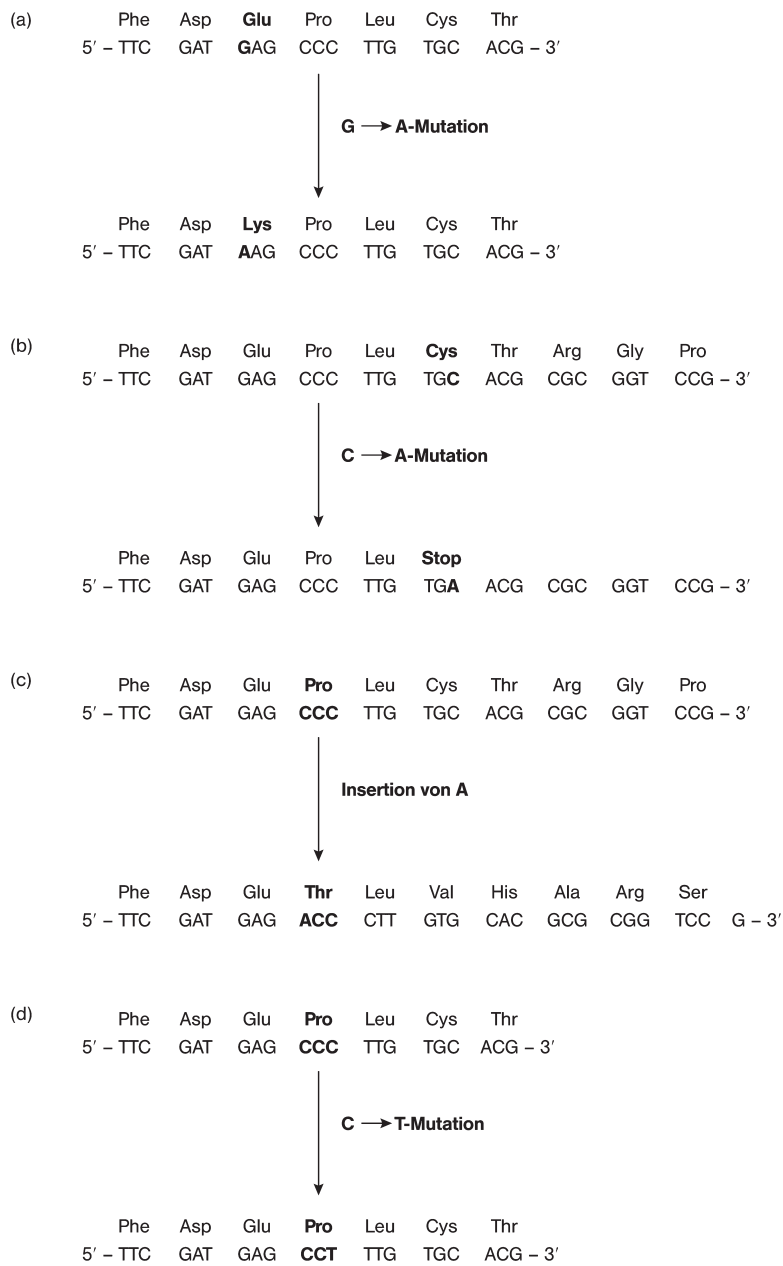 (a) Phe Asp Glu Pro Leu Cys Thr
5′ – TTC GAT GAG CCC TTG TGC ACG – 3′
G → A-Mutation
Phe Asp Lys Pro Leu Cys Thr
5′ – TTC GAT AAG CCC TTG TGC ACG – 3′
(b) Phe Asp Glu Pro Leu Cys Thr Arg Gly Pro
5′ – TTC GAT GAG CCC TTG TGC ACG CGC GGT CCG – 3′
C → A-Mutation
Phe Asp Glu Pro Leu Stop
5′ – TTC GAT GAG CCC TTG TGA ACG CGC GGT CCG – 3′
(c) Phe Asp Glu Pro Leu Cys Thr Arg Gly Pro
5′ – TTC GAT GAG CCC TTG TGC ACG CGC GGT CCG – 3′
Insertion von A
Phe Asp Glu Thr Leu Val His Ala Arg Ser
5′ – TTC GAT GAG ACC CTT GTG CAC GCG CGG TCC G – 3′
(d) Phe Asp Glu Pro Leu Cys Thr
5′ – TTC GAT GAG CCC TTG TGC ACG – 3′
C → T-Mutation
Phe Asp Glu Pro Leu Cys Thr
5′ – TTC GAT GAG CCT TTG TGC ACG – 3′